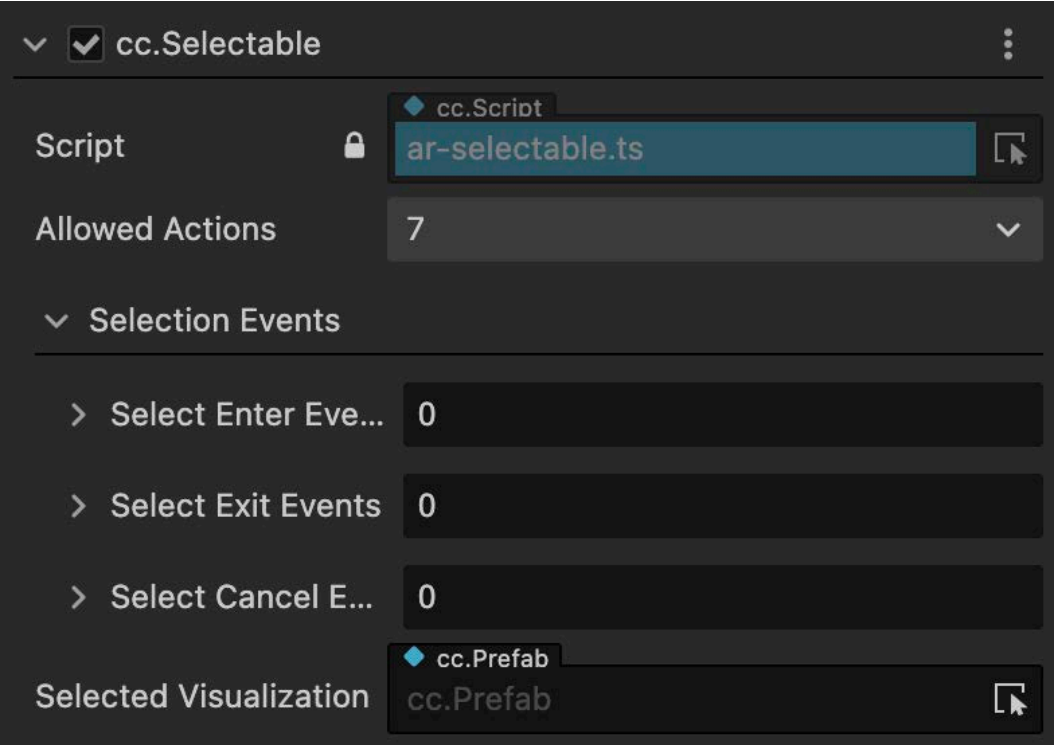 cc.Selectable
cc.Script
Script ar-selectable.ts
Allowed Actions 7
Selection Events
Select Enter Eve... 0
Select Exit Events 0
Select Cancel E... 0
cc.Prefab
Selected Visualization cc.Prefab